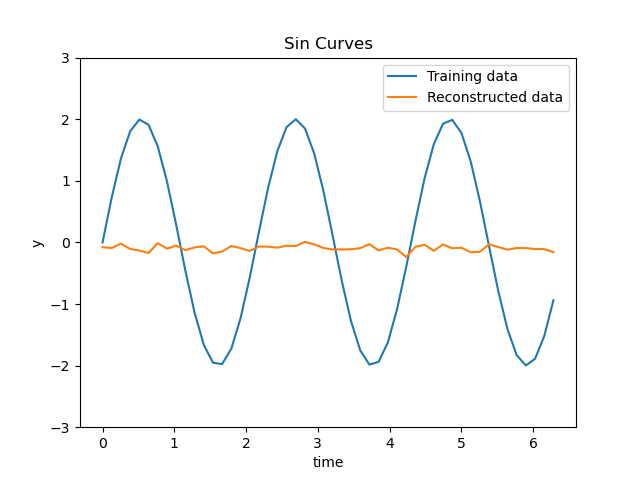 Sin Curves
Training data
Reconstructed data
3
2
1
0
−1
−2
−3
y
0
1
2
3
4
5
6
time